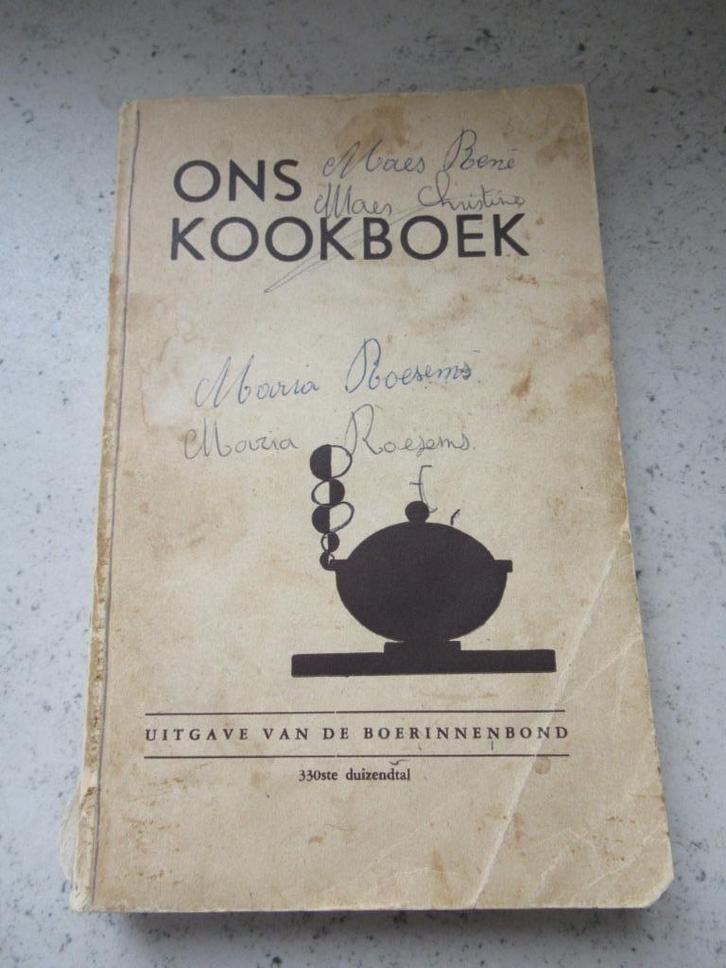 ONS Maes René
Maes Christine
KOOKBOEK
Maria Roesems
Maria Roesems
UITGAVE VAN DE BOERINNENBOND
330ste duizendtal